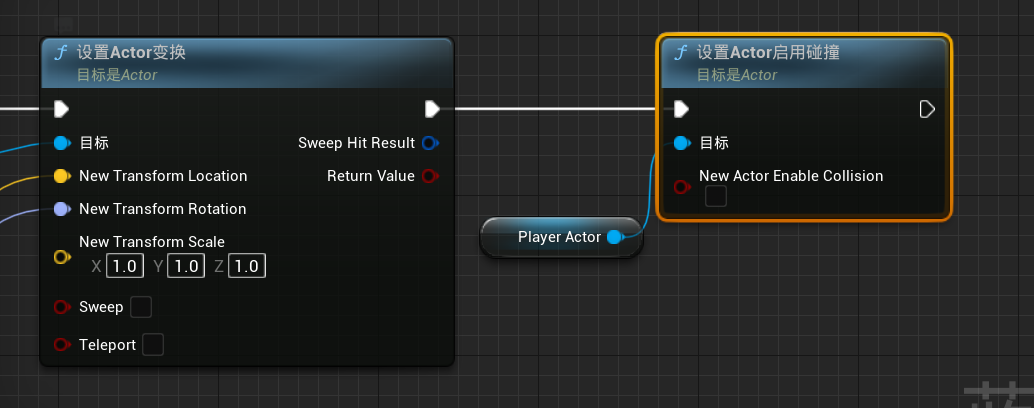 设置Actor变换
目标是Actor
目标
Sweep Hit Result
New Transform Location
Return Value
New Transform Rotation
New Transform Scale
X 1.0 Y 1.0 Z 1.0
Sweep
Teleport
Player Actor
设置Actor启用碰撞
目标是Actor
目标
New Actor Enable Collision